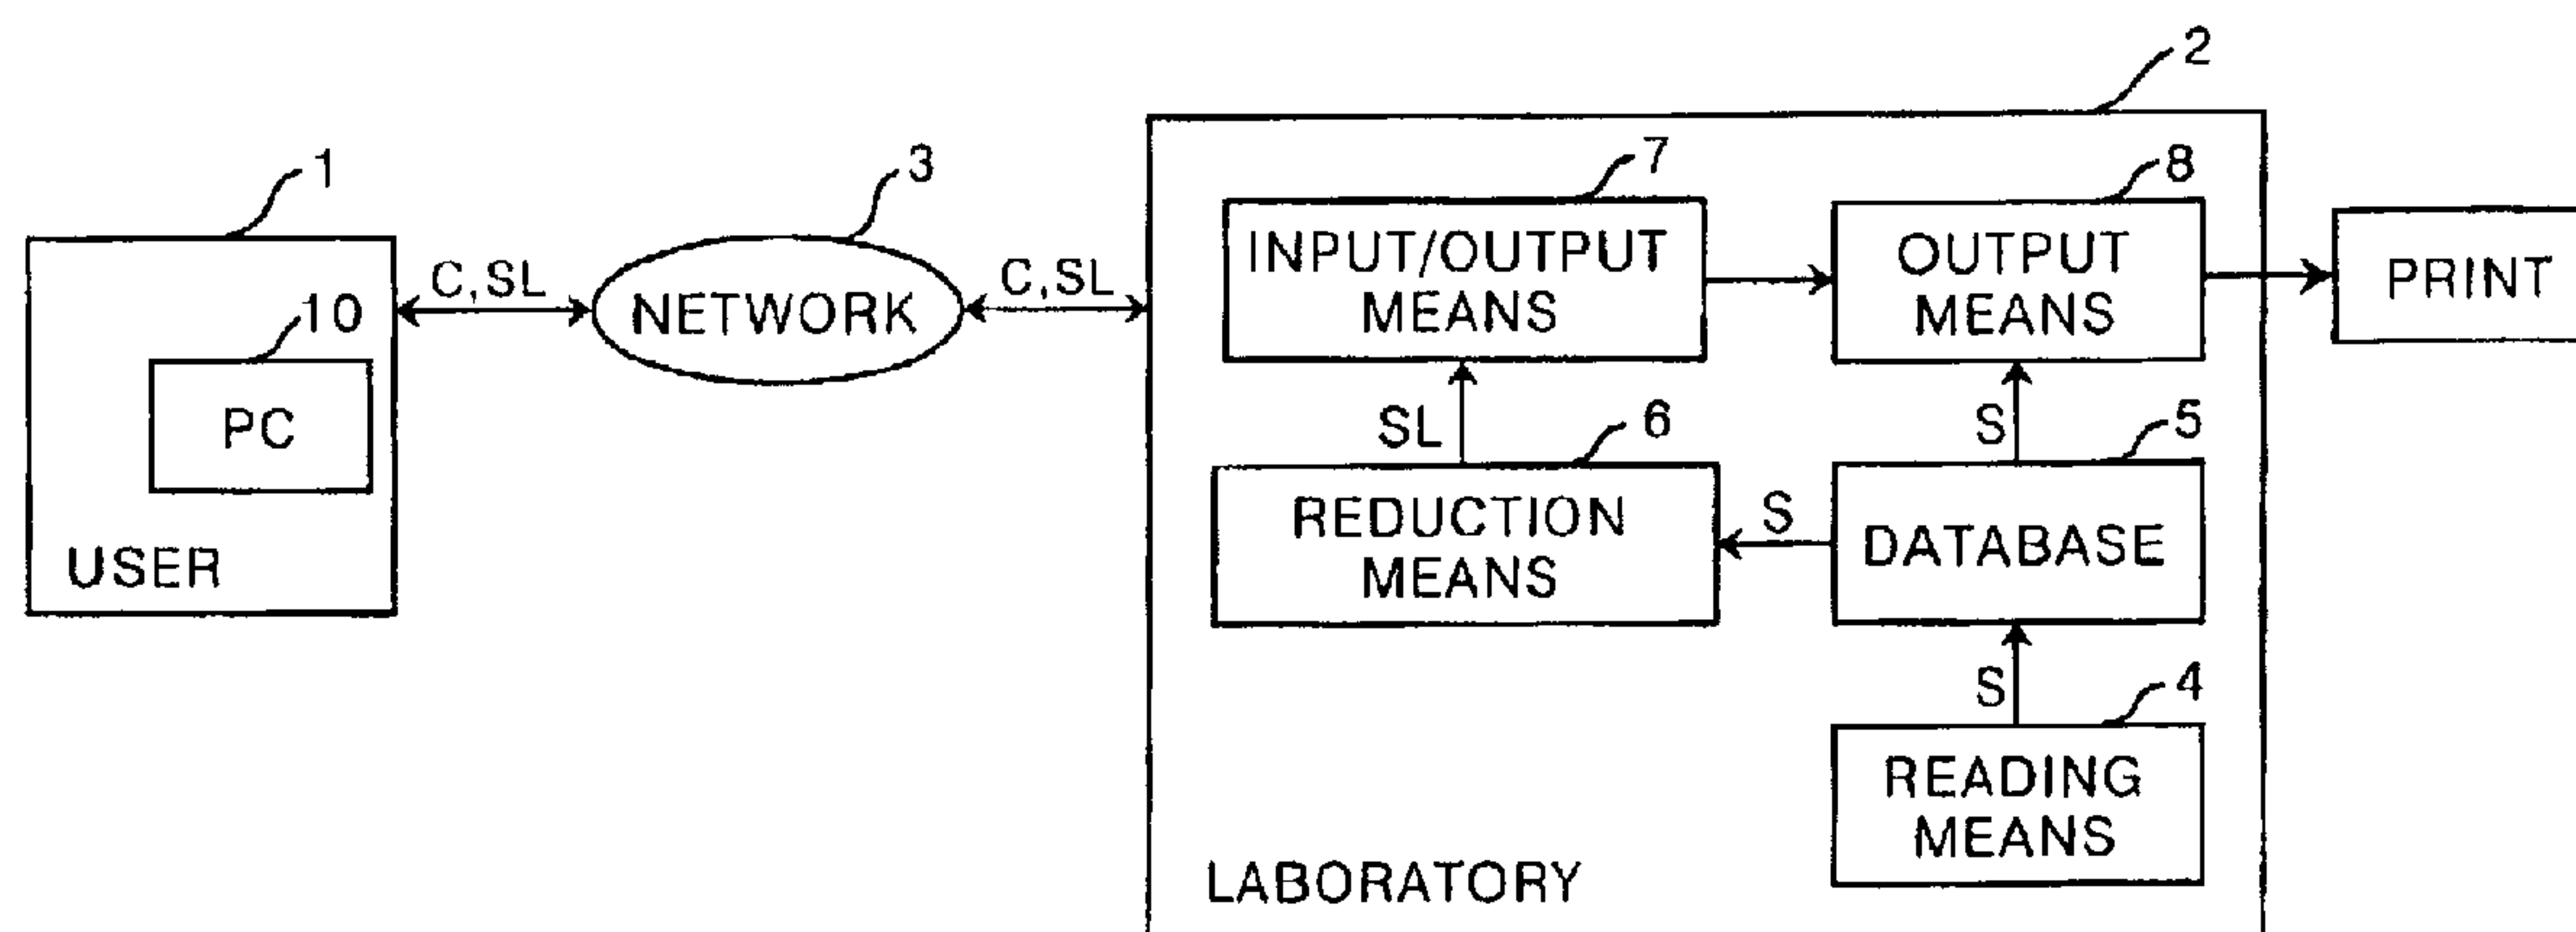 2
1
3
7
8
C,SL
C,SL
INPUT/OUTPUT
MEANS
OUTPUT
MEANS
PRINT
NETWORK
10
PC
SL
6
S
5
USER
REDUCTION
MEANS
S
DATABASE
S
4
READING
MEANS
LABORATORY